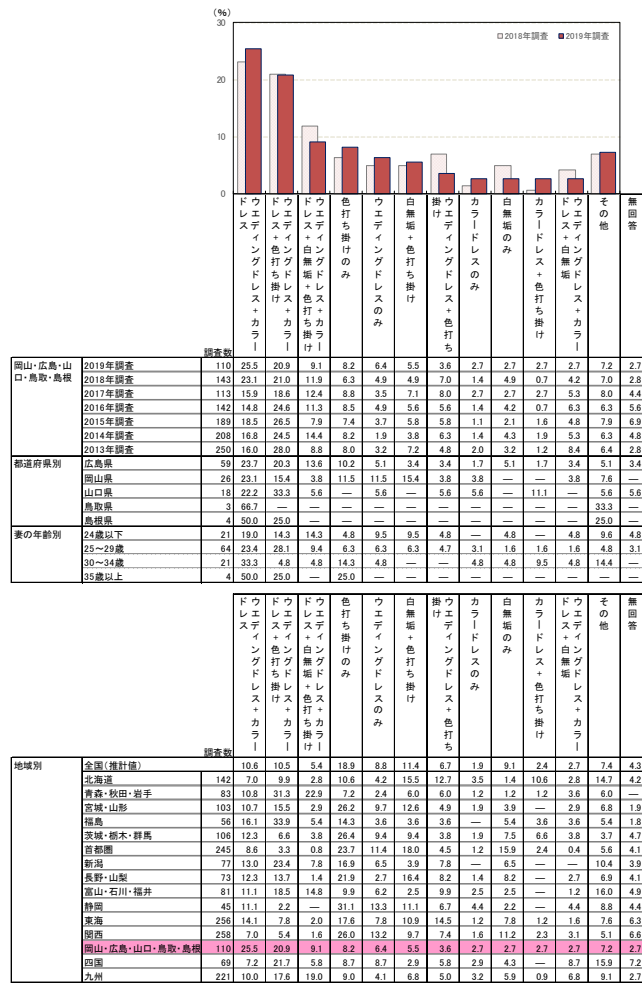 (%)
□2018年調査 ■2019年調査
30
20
10
0
ウエディングドレス+カラードレス
ウエディングドレス+カラードレス+色打ち掛け
ウエディングドレス+カラードレス+白無垢+色打ち掛け
色打ち掛けのみ
ウエディングドレスのみ
白無垢+色打ち掛け
ウエディングドレス+色打ち掛け
カラードレスのみ
白無垢のみ
カラードレス+色打ち掛け
ウエディングドレス+カラードレス+白無垢
その他
無回答
調査数
岡山・広島・山口・鳥取・島根 2019年調査 110 25.5 20.9 9.1 8.2 6.4 5.5 3.6 2.7 2.7 2.7 2.7 7.2 2.7
2018年調査 143 23.1 21.0 11.9 6.3 4.9 4.9 7.0 1.4 4.9 0.7 4.2 7.0 2.8
2017年調査 113 15.9 18.6 12.4 8.8 3.5 7.1 8.0 2.7 2.7 2.7 5.3 8.0 4.4
2016年調査 142 14.8 24.6 11.3 8.5 4.9 5.6 5.6 1.4 4.2 0.7 6.3 6.3 5.6
2015年調査 189 18.5 26.5 7.9 7.4 3.7 5.8 5.8 1.1 2.1 1.6 4.8 7.9 6.9
2014年調査 208 16.8 24.5 14.4 8.2 1.9 3.8 6.3 1.4 4.3 1.9 5.3 6.3 4.8
2013年調査 250 16.0 28.0 8.8 8.0 3.2 7.2 4.8 2.0 3.2 1.2 8.4 6.4 2.8
都道府県別 広島県 59 23.7 20.3 13.6 10.2 5.1 3.4 3.4 1.7 5.1 1.7 3.4 5.1 3.4
岡山県 26 23.1 15.4 3.8 11.5 11.5 15.4 3.8 3.8 — — 3.8 7.6 —
山口県 18 22.2 33.3 5.6 — 5.6 — 5.6 5.6 — 11.1 — 5.6 5.6
鳥取県 3 66.7 — — — — — — — — — — 33.3 —
島根県 4 50.0 25.0 — — — — — — — — — 25.0 —
妻の年齢別 24歳以下 21 19.0 14.3 14.3 4.8 9.5 9.5 4.8 — 4.8 — 4.8 9.6 4.8
25~29歳 64 23.4 28.1 9.4 6.3 6.3 6.3 4.7 3.1 1.6 1.6 1.6 4.8 3.1
30~34歳 21 33.3 4.8 4.8 14.3 4.8 — — 4.8 4.8 9.5 4.8 14.4 —
35歳以上 4 50.0 25.0 — 25.0 — — — — — — — — —
ウエディングドレス+カラードレス
ウエディングドレス+カラードレス+色打ち掛け
ウエディングドレス+カラードレス+白無垢+色打ち掛け
色打ち掛けのみ
ウエディングドレスのみ
白無垢+色打ち掛け
ウエディングドレス+色打ち掛け
カラードレスのみ
白無垢のみ
カラードレス+色打ち掛け
ウエディングドレス+カラードレス+白無垢
その他
無回答
調査数
地域別 全国(推計値) 10.6 10.5 5.4 18.9 8.8 11.4 6.7 1.9 9.1 2.4 2.7 7.4 4.3
北海道 142 7.0 9.9 2.8 10.6 4.2 15.5 12.7 3.5 1.4 10.6 2.8 14.7 4.2
青森・秋田・岩手 83 10.8 31.3 22.9 7.2 2.4 6.0 6.0 1.2 1.2 1.2 3.6 6.0 —
宮城・山形 103 10.7 15.5 2.9 26.2 9.7 12.6 4.9 1.9 3.9 — 2.9 6.8 1.9
福島 56 16.1 33.9 5.4 14.3 3.6 3.6 3.6 — 5.4 3.6 3.6 5.4 1.8
茨城・栃木・群馬 106 12.3 6.6 3.8 26.4 9.4 9.4 3.8 1.9 7.5 6.6 3.8 3.7 4.7
首都圏 245 8.6 3.3 0.8 23.7 11.4 18.0 4.5 1.2 15.9 2.4 0.4 5.6 4.1
新潟 77 13.0 23.4 7.8 16.9 6.5 3.9 7.8 — 6.5 — — 10.4 3.9
長野・山梨 73 12.3 13.7 1.4 21.9 2.7 16.4 8.2 1.4 8.2 — 2.7 6.9 4.1
富山・石川・福井 81 11.1 18.5 14.8 9.9 6.2 2.5 9.9 2.5 2.5 — 1.2 16.0 4.9
静岡 45 11.1 2.2 — 31.1 13.3 11.1 6.7 4.4 2.2 — 4.4 8.8 4.4
東海 256 14.1 7.8 2.0 17.6 7.8 10.9 14.5 1.2 7.8 1.2 1.6 7.6 6.3
関西 258 7.0 5.4 1.6 26.0 13.2 9.7 7.4 1.6 11.2 2.3 3.1 5.1 6.6
岡山・広島・山口・鳥取・島根 110 25.5 20.9 9.1 8.2 6.4 5.5 3.6 2.7 2.7 2.7 2.7 7.2 2.7
四国 69 7.2 21.7 5.8 8.7 8.7 2.9 5.8 2.9 4.3 — 8.7 15.9 7.2
九州 221 10.0 17.6 19.0 9.0 4.1 6.8 5.0 3.2 5.9 0.9 6.8 9.1 2.7